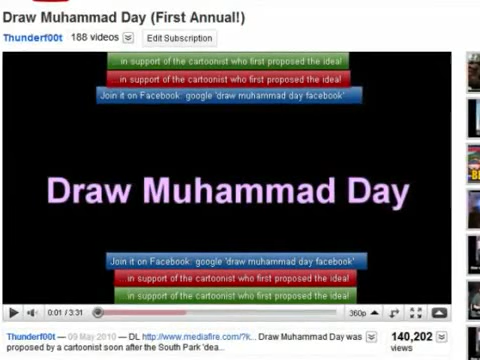 Draw Muhammad Day (First Annual!)
Thunderf00t 188 videos Edit Subscription
... in support of the cartoonist who first proposed the idea!
... in support of the cartoonist who first proposed the idea!
Join it on Facebook: google 'draw muhammad day facebook'
Draw Muhammad Day
Join it on Facebook: google 'draw muhammad day facebook'
... in support of the cartoonist who first proposed the idea!
... in support of the cartoonist who first proposed the idea!
0:01 / 3:31 360p
Thunderf00t — 09 May 2010 — DL http://www.mediafire.com/?k... Draw Muhammad Day was
proposed by a cartoonist soon after the South Park 'dea...
140,202
views